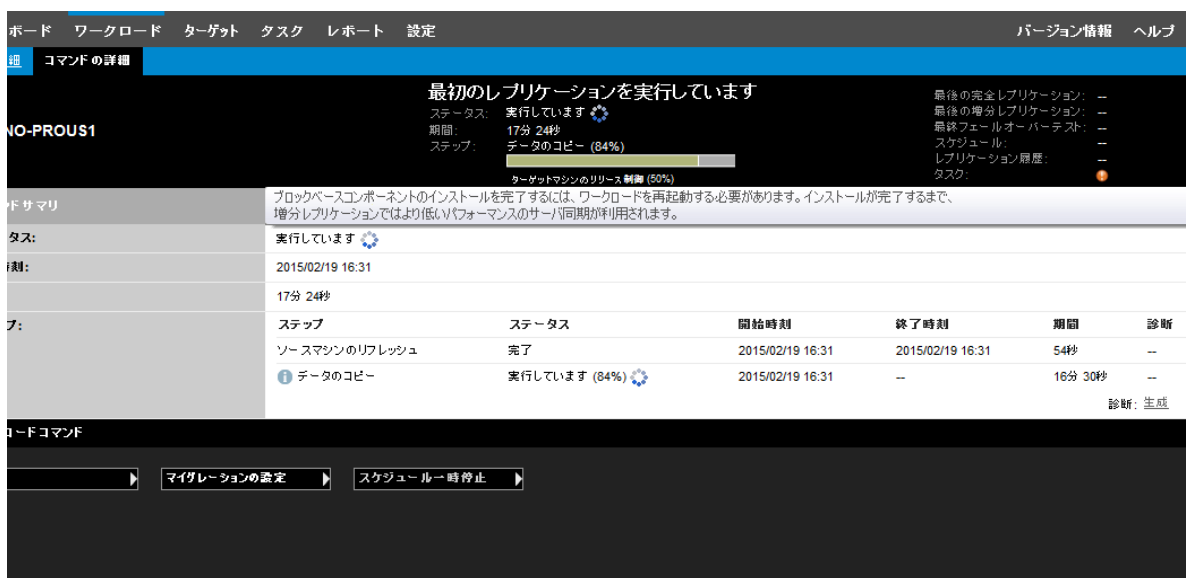 ボード ワークロード ターゲット タスク レポート 設定 バージョン情報 ヘルプ
細 コマンドの詳細
最初のレプリケーションを実行しています
NO-PROUS1
ステータス: 実行しています
期間: 17分 24秒
ステップ: データのコピー (84%)
ターゲットマシンのリリース制御 (50%)
最後の完全レプリケーション: --
最後の増分レプリケーション: --
最終フェールオーバーテスト: --
スケジュール: --
レプリケーション履歴: --
タスク:
ンドサマリ
ブロックベースコンポーネントのインストールを完了するには、ワークロードを再起動する必要があります。インストールが完了するまで、
増分レプリケーションではより低いパフォーマンスのサーバ同期が利用されます。
タス: 実行しています
時刻: 2015/02/19 16:31
17分 24秒
プ: ステップ ステータス 開始時刻 終了時刻 期間 診断
ソースマシンのリフレッシュ 完了 2015/02/19 16:31 2015/02/19 16:31 54秒 --
データのコピー 実行しています (84%) 2015/02/19 16:31 -- 16分 30秒 --
診断: 生成
ロードコマンド
マイグレーションの設定 スケジュール一時停止